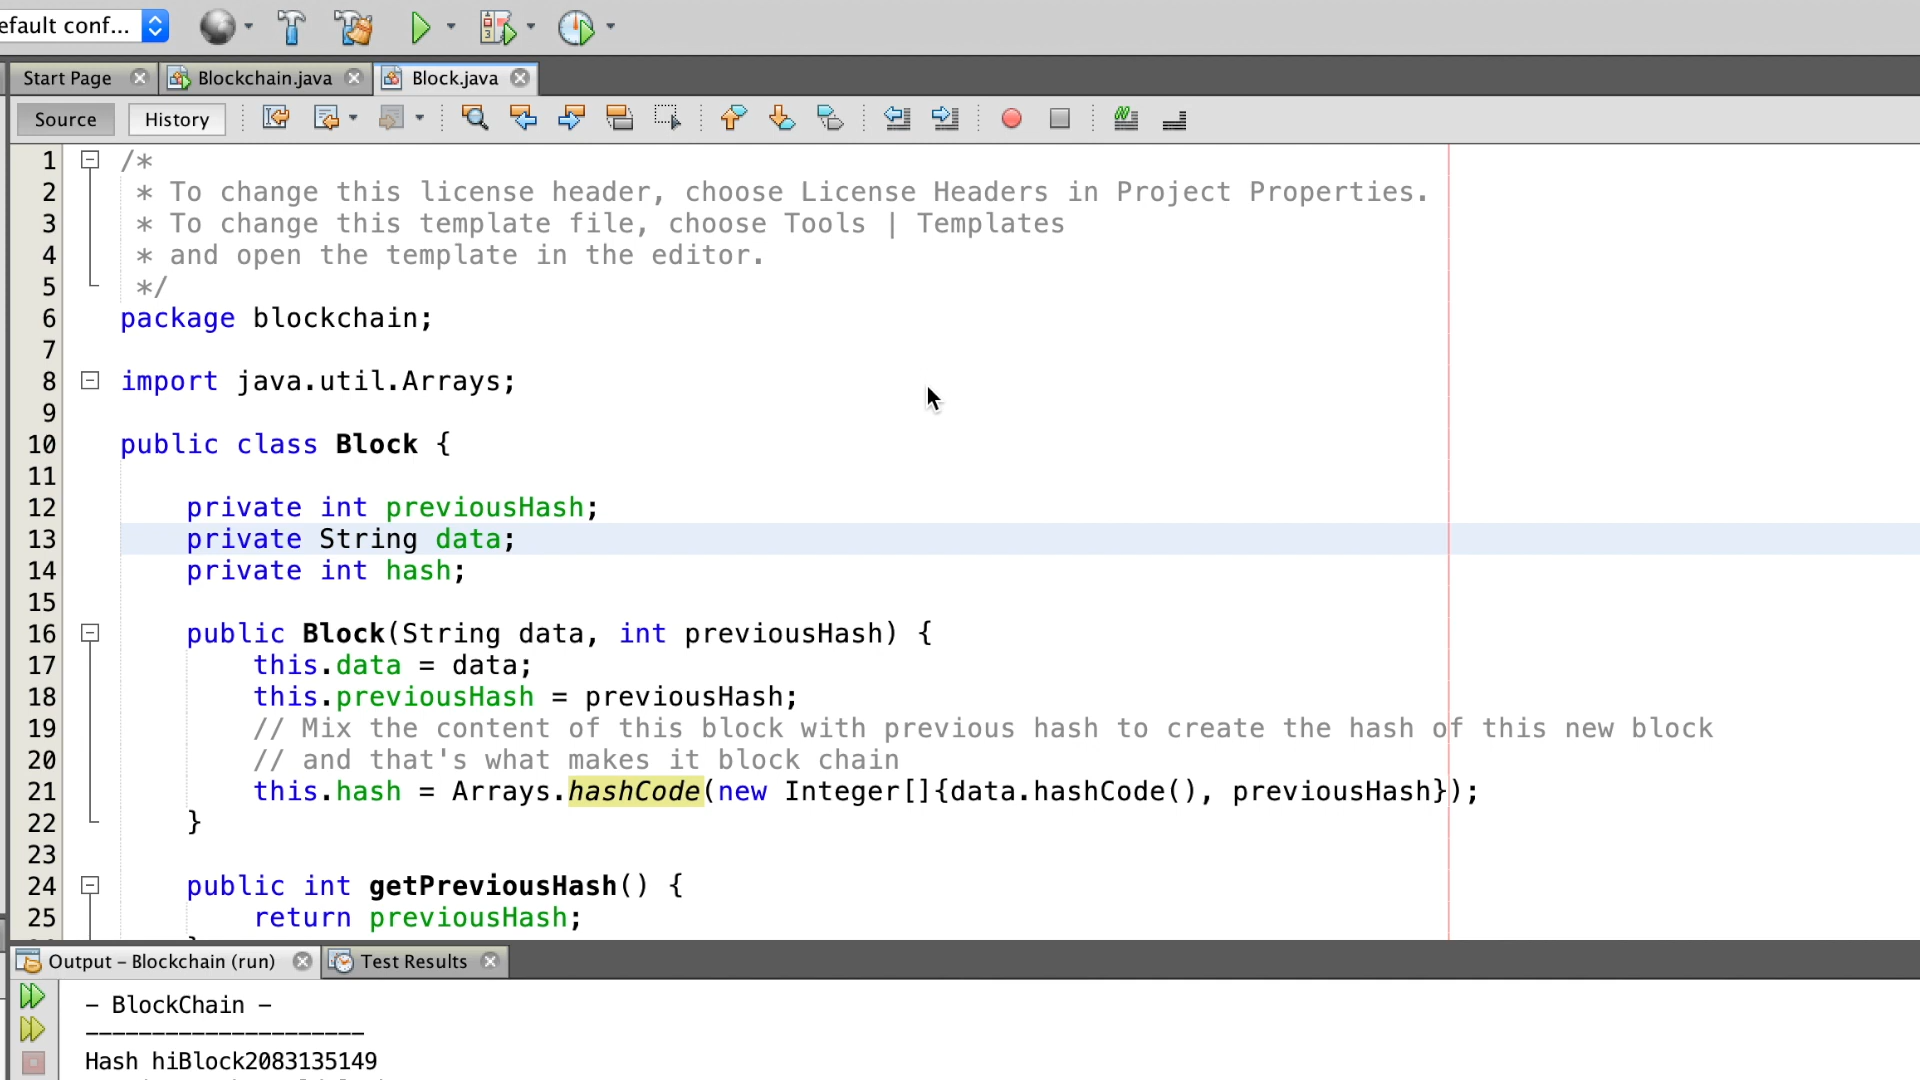 efault conf...
Start Page
Blockchain.java
Block.java
Source
History
1 /*
2 * To change this license header, choose License Headers in Project Properties.
3 * To change this template file, choose Tools | Templates
4 * and open the template in the editor.
5 */
6 package blockchain;
7
8 import java.util.Arrays;
9
10 public class Block {
11
12 private int previousHash;
13 private String data;
14 private int hash;
15
16 public Block(String data, int previousHash) {
17 this.data = data;
18 this.previousHash = previousHash;
19 // Mix the content of this block with previous hash to create the hash of this new block
20 // and that's what makes it block chain
21 this.hash = Arrays.hashCode(new Integer[]{data.hashCode(), previousHash});
22 }
23
24 public int getPreviousHash() {
25 return previousHash;
Output – Blockchain (run)
Test Results
– BlockChain –
---------------------
Hash hiBlock2083135149